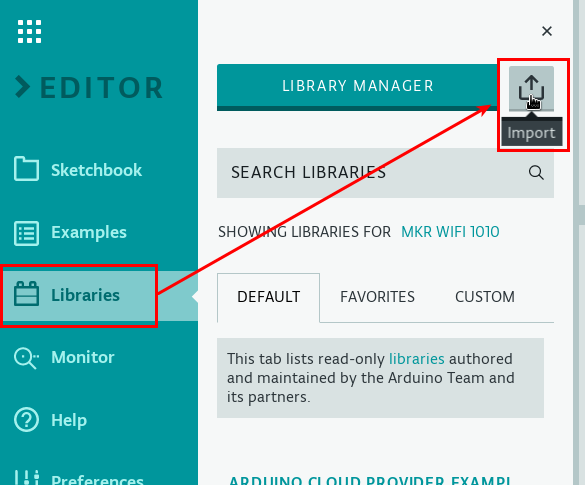 EDITOR
Sketchbook
Examples
Libraries
Monitor
Help
Preferences
LIBRARY MANAGER
Import
SEARCH LIBRARIES
SHOWING LIBRARIES FOR MKR WIFI 1010
DEFAULT FAVORITES CUSTOM
This tab lists read-only libraries authored
and maintained by the Arduino Team and
its partners.
ARDUINO CLOUD PROVIDER EXAMPL